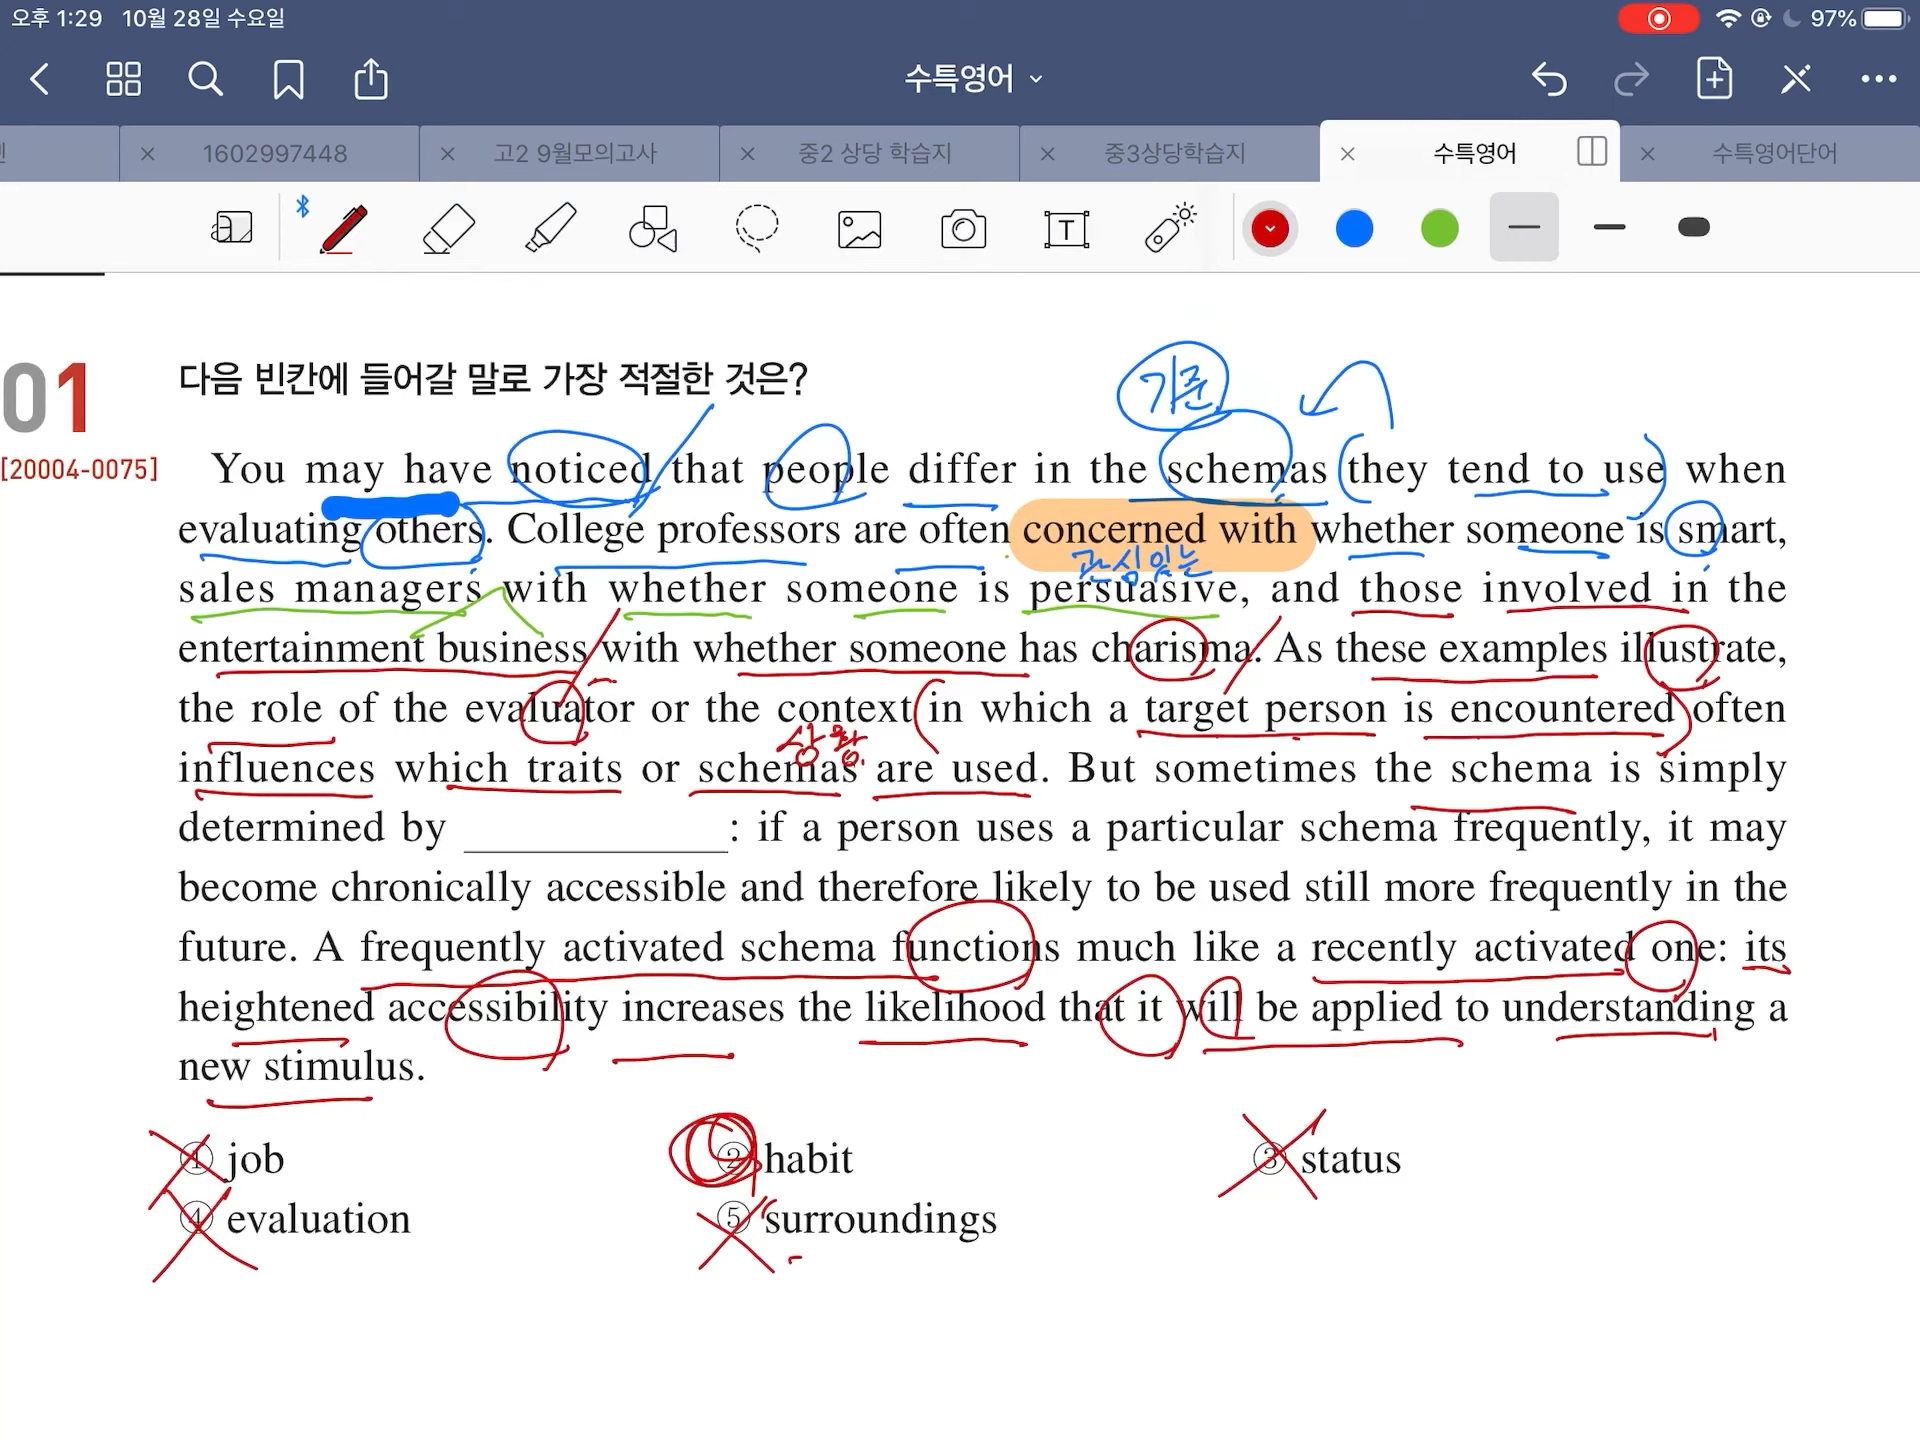 오후 1:29 10월 28일 수요일 97%
수특영어
1602997448 고2 9월모의고사 중2 상당 학습지 중3상당학습지 수특영어 수특영어단어
T
01 다음 빈칸에 들어갈 말로 가장 적절한 것은?
기준
[20004-0075]
You may have noticed that people differ in the schemas they tend to use when
evaluating others. College professors are often concerned with whether someone is smart,
관심있는
sales managers with whether someone is persuasive, and those involved in the
entertainment business with whether someone has charisma. As these examples illustrate,
the role of the evaluator or the context in which a target person is encountered often
상황
influences which traits or schemas are used. But sometimes the schema is simply
determined by ____________: if a person uses a particular schema frequently, it may
become chronically accessible and therefore likely to be used still more frequently in the
future. A frequently activated schema functions much like a recently activated one: its
heightened accessibility increases the likelihood that it will be applied to understanding a
new stimulus.
① job ② habit ③ status
④ evaluation ⑤ surroundings